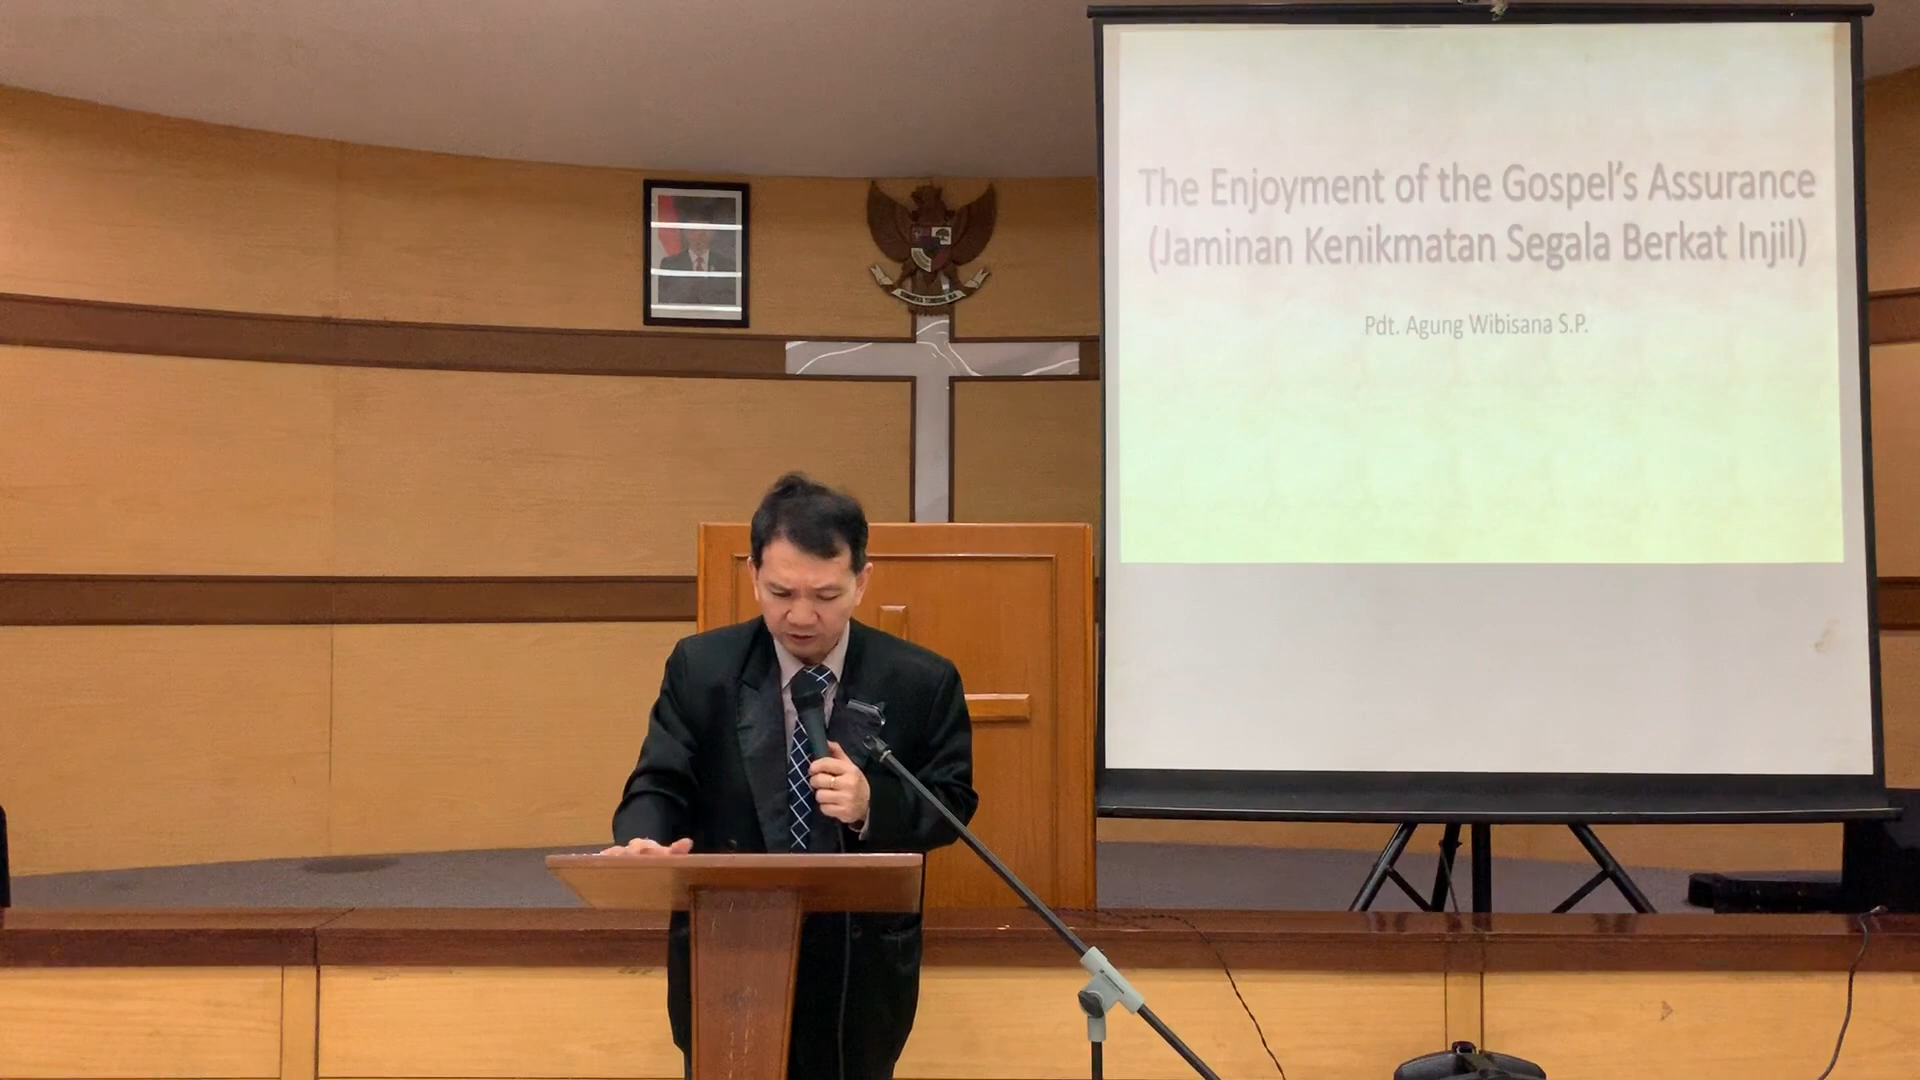 The Enjoyment of the Gospel's Assurance
(Jaminan Kenikmatan Segala Berkat Injil)
Pdt. Agung Wibisana S.P.